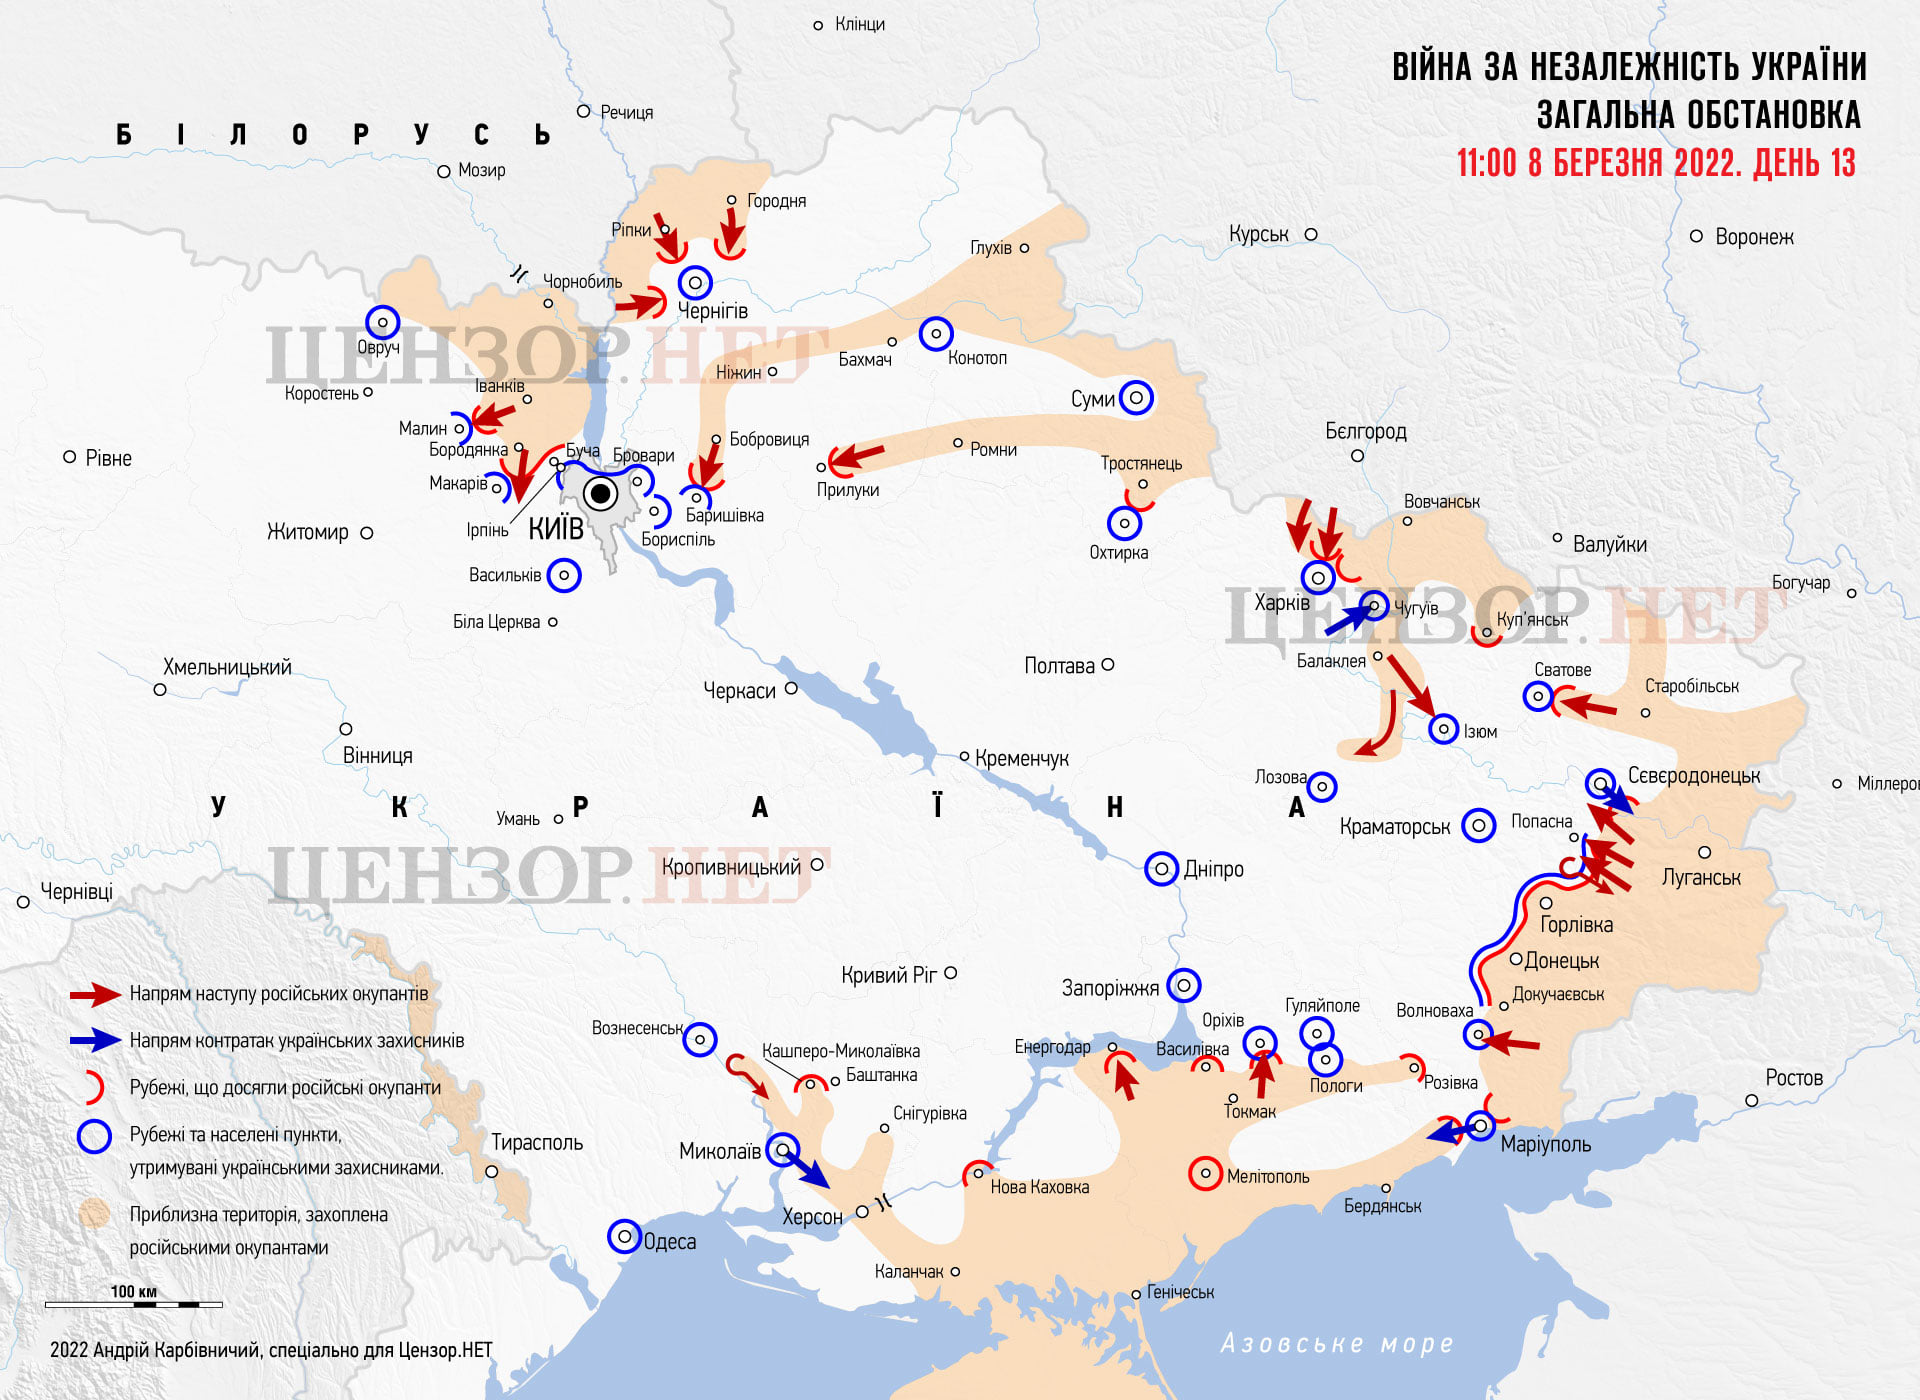 ВІЙНА ЗА НЕЗАЛЕЖНІСТЬ УКРАЇНИ
ЗАГАЛЬНА ОБСТАНОВКА
11:00 8 БЕРЕЗНЯ 2022. ДЕНЬ 13
Клінці
Речиця
БІЛОРУСЬ
Мозир
Городня
Ріпки
Глухів
Курськ
Воронеж
Чорнобиль
Чернігів
Овруч
ЦЕНЗОР.НЕТ
Бахмач
Конотоп
Ніжин
Іванків
Коростень
Суми
Малин
Бородянка
Буча
Бровари
Бобровиця
Ромни
Бєлгород
Рівне
Тростянець
Макарів
Прилуки
Вовчанськ
Баришівка
Ірпінь
КИЇВ
Житомир
Бориспіль
Охтирка
Валуйки
Васильків
Богучар
Харків
Чугуїв
ЦЕНЗОР.НЕТ
Біла Церква
Куп'янськ
Балаклея
Полтава
Хмельницький
Сватове
Старобільськ
Черкаси
Ізюм
Вінниця
Кременчук
Лозова
Сєвєродонецьк
Міллеров
УКРАЇНА
Умань
Попасна
Краматорськ
ЦЕНЗОР.НЕТ
Кропивницький
Дніпро
Луганськ
Чернівці
Горлівка
Донецьк
Кривий Ріг
Запоріжжя
Докучаєвськ
Гуляйполе
Волноваха
Оріхів
Вознесенськ
Енергодар
Василівка
Кашперо-Миколаївка
Баштанка
Пологи
Розівка
Ростов
Токмак
Снігурівка
Тирасполь
Миколаїв
Маріуполь
Мелітополь
Нова Каховка
Бердянськ
Херсон
Одеса
Каланчак
Генічеськ
Азовське море
Напрям наступу російських окупантів
Напрям контратак українських захисників
Рубежі, що досягли російські окупанти
Рубежі та населені пункти,
утримувані українськими захисниками.
Приблизна територія, захоплена
російськими окупантами
100 км
2022 Андрій Карбівничий, спеціально для Цензор.НЕТ